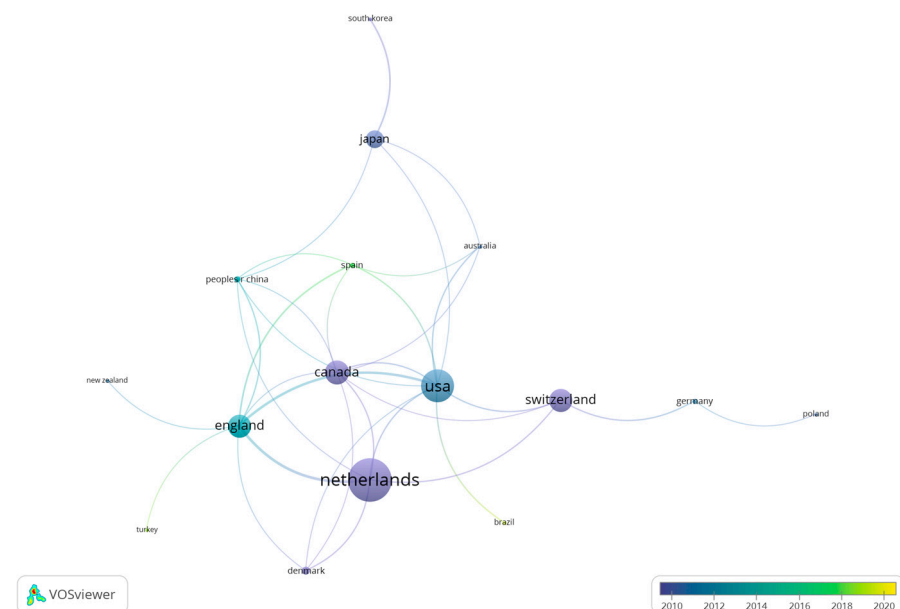 south korea
japan
australia
spain
peoples r china
canada
usa
new zealand
switzerland
germany
poland
england
netherlands
brazil
turkey
denmark
VOSviewer
2010 2012 2014 2016 2018 2020